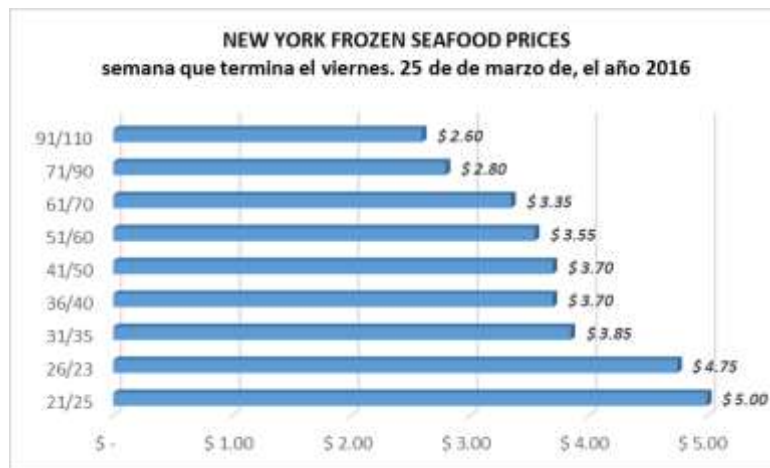 NEW YORK FROZEN SEAFOOD PRICES
semana que termina el viernes. 25 de de marzo de, el año 2016
91/110 $ 2.60
71/90 $ 2.80
61/70 $ 3.35
51/60 $ 3.55
41/50 $ 3.70
36/40 $ 3.70
31/35 $ 3.85
26/23 $ 4.75
21/25 $ 5.00
$ - $ 1.00 $ 2.00 $ 3.00 $ 4.00 $ 5.00